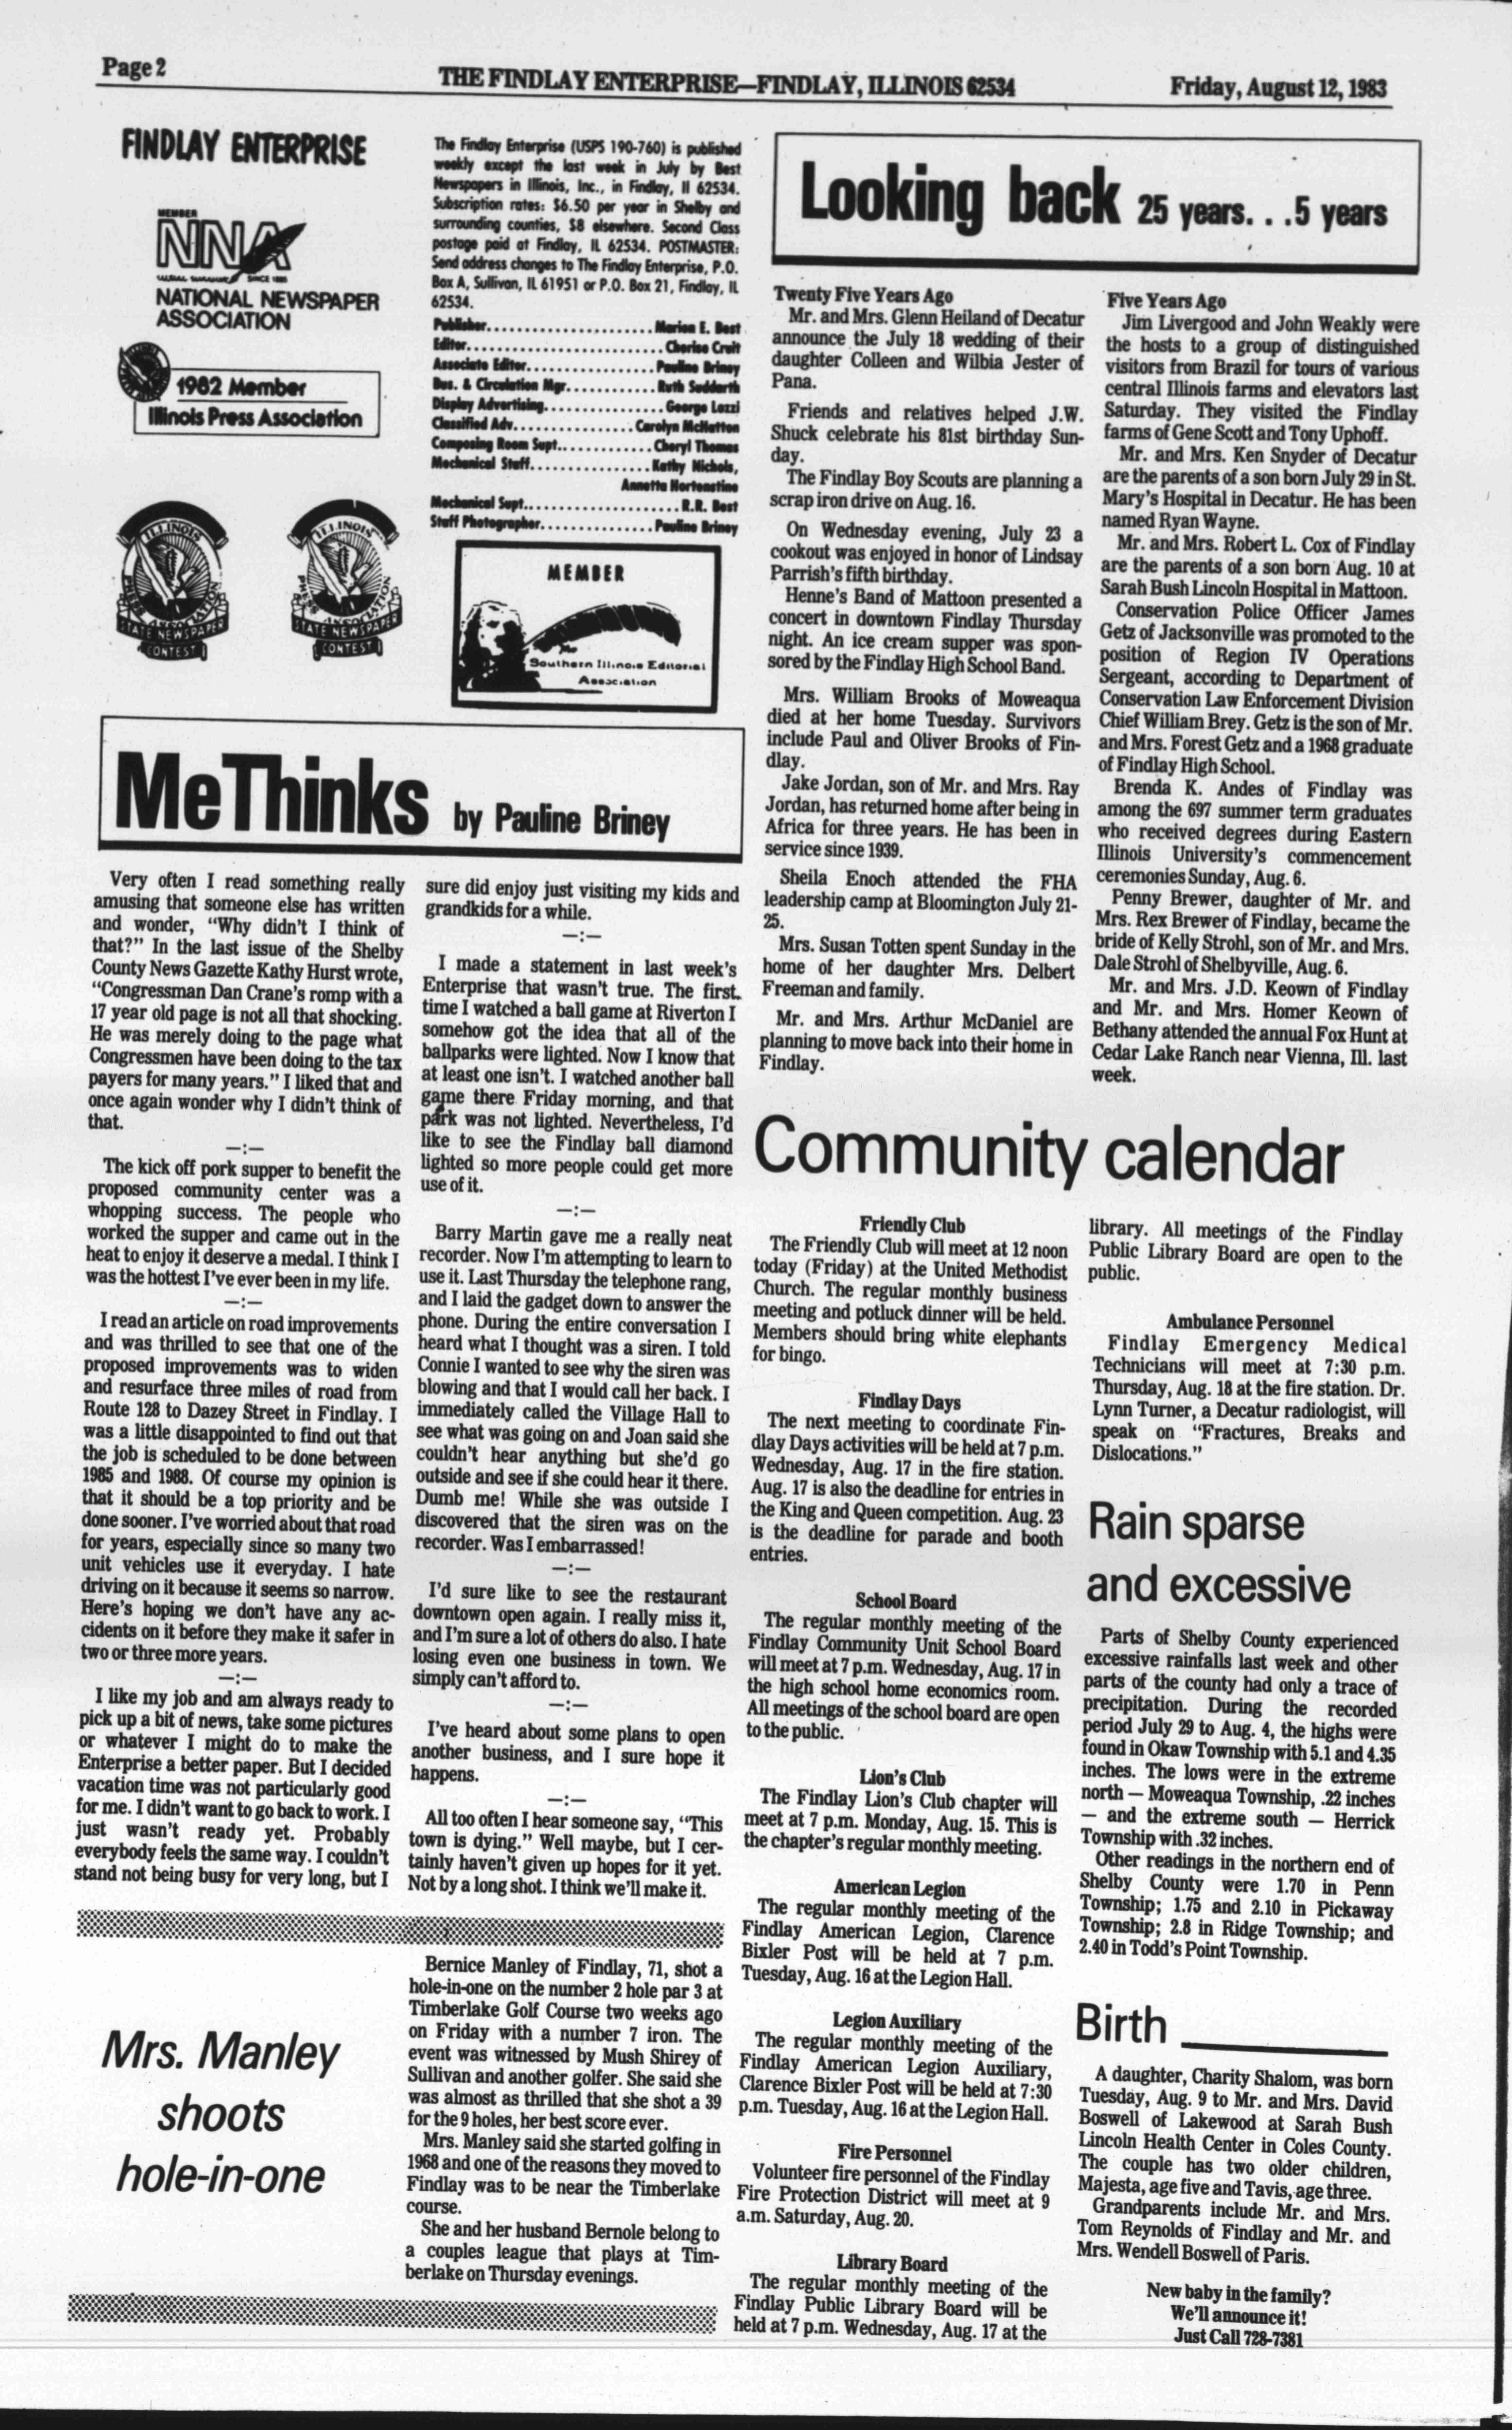 Page 2
THE FINDLAY ENTERPRISE—FINDLAY, ILLINOIS 62534
Friday, August 12, 1983
FINDLAY ENTERPRISE
MEMBER
NNA
SINCE 1885
NATIONAL NEWSPAPER
ASSOCIATION
1982 Member
Illinois Press Association
ILLINOIS
PRESS ASSOCIATION
STATE NEWSPAPER
CONTEST
ILLINOIS
PRESS ASSOCIATION
STATE NEWSPAPER
CONTEST
The Findlay Enterprise (USPS 190-760) is published
weekly except the last week in July by Best
Newspapers in Illinois, Inc., in Findlay, Il 62534.
Subscription rates: $6.50 per year in Shelby and
surrounding counties, $8 elsewhere. Second Class
postage paid at Findlay, IL 62534. POSTMASTER:
Send address changes to The Findlay Enterprise, P.O.
Box A, Sullivan, IL 61951 or P.O. Box 21, Findlay, IL
62534.
Publisher......................Marion E. Best
Editor..........................Cherise Cruit
Associate Editor................Pauline Briney
Bus. & Circulation Mgr...........Ruth Suddarth
Display Advertising...............George Lezzi
Classified Adv...............Carolyn McHatton
Composing Room Supt............Cheryl Thomas
Mechanical Staff...............Kathy Nichols,
Annetta Hortenstine
Mechanical Supt....................R.R. Best
Staff Photographer..............Pauline Briney
MEMBER
Southern Illinois Editorial
Association
MeThinks by Pauline Briney
Very often I read something really
amusing that someone else has written
and wonder, "Why didn't I think of
that?" In the last issue of the Shelby
County News Gazette Kathy Hurst wrote,
"Congressman Dan Crane's romp with a
17 year old page is not all that shocking.
He was merely doing to the page what
Congressmen have been doing to the tax
payers for many years." I liked that and
once again wonder why I didn't think of
that.
—:—
The kick off pork supper to benefit the
proposed community center was a
whopping success. The people who
worked the supper and came out in the
heat to enjoy it deserve a medal. I think I
was the hottest I've ever been in my life.
—:—
I read an article on road improvements
and was thrilled to see that one of the
proposed improvements was to widen
and resurface three miles of road from
Route 128 to Dazey Street in Findlay. I
was a little disappointed to find out that
the job is scheduled to be done between
1985 and 1988. Of course my opinion is
that it should be a top priority and be
done sooner. I've worried about that road
for years, especially since so many two
unit vehicles use it everyday. I hate
driving on it because it seems so narrow.
Here's hoping we don't have any ac-
cidents on it before they make it safer in
two or three more years.
—:—
I like my job and am always ready to
pick up a bit of news, take some pictures
or whatever I might do to make the
Enterprise a better paper. But I decided
vacation time was not particularly good
for me. I didn't want to go back to work. I
just wasn't ready yet. Probably
everybody feels the same way. I couldn't
stand not being busy for very long, but I
sure did enjoy just visiting my kids and
grandkids for a while.
—:—
I made a statement in last week's
Enterprise that wasn't true. The first
time I watched a ball game at Riverton I
somehow got the idea that all of the
ballparks were lighted. Now I know that
at least one isn't. I watched another ball
game there Friday morning, and that
park was not lighted. Nevertheless, I'd
like to see the Findlay ball diamond
lighted so more people could get more
use of it.
—:—
Barry Martin gave me a really neat
recorder. Now I'm attempting to learn to
use it. Last Thursday the telephone rang,
and I laid the gadget down to answer the
phone. During the entire conversation I
heard what I thought was a siren. I told
Connie I wanted to see why the siren was
blowing and that I would call her back. I
immediately called the Village Hall to
see what was going on and Joan said she
couldn't hear anything but she'd go
outside and see if she could hear it there.
Dumb me! While she was outside I
discovered that the siren was on the
recorder. Was I embarrassed!
—:—
I'd sure like to see the restaurant
downtown open again. I really miss it,
and I'm sure a lot of others do also. I hate
losing even one business in town. We
simply can't afford to.
—:—
I've heard about some plans to open
another business, and I sure hope it
happens.
—:—
All too often I hear someone say, "This
town is dying." Well maybe, but I cer-
tainly haven't given up hopes for it yet.
Not by a long shot. I think we'll make it.
Mrs. Manley
shoots
hole-in-one
Bernice Manley of Findlay, 71, shot a
hole-in-one on the number 2 hole par 3 at
Timberlake Golf Course two weeks ago
on Friday with a number 7 iron. The
event was witnessed by Mush Shirey of
Sullivan and another golfer. She said she
was almost as thrilled that she shot a 39
for the 9 holes, her best score ever.
Mrs. Manley said she started golfing in
1968 and one of the reasons they moved to
Findlay was to be near the Timberlake
course.
She and her husband Bernole belong to
a couples league that plays at Tim-
berlake on Thursday evenings.
Looking back 25 years. . .5 years
Twenty Five Years Ago
Mr. and Mrs. Glenn Heiland of Decatur
announce the July 18 wedding of their
daughter Colleen and Wilbia Jester of
Pana.
Friends and relatives helped J.W.
Shuck celebrate his 81st birthday Sun-
day.
The Findlay Boy Scouts are planning a
scrap iron drive on Aug. 16.
On Wednesday evening, July 23 a
cookout was enjoyed in honor of Lindsay
Parrish's fifth birthday.
Henne's Band of Mattoon presented a
concert in downtown Findlay Thursday
night. An ice cream supper was spon-
sored by the Findlay High School Band.
Mrs. William Brooks of Moweaqua
died at her home Tuesday. Survivors
include Paul and Oliver Brooks of Fin-
dlay.
Jake Jordan, son of Mr. and Mrs. Ray
Jordan, has returned home after being in
Africa for three years. He has been in
service since 1939.
Sheila Enoch attended the FHA
leadership camp at Bloomington July 21-
25.
Mrs. Susan Totten spent Sunday in the
home of her daughter Mrs. Delbert
Freeman and family.
Mr. and Mrs. Arthur McDaniel are
planning to move back into their home in
Findlay.
Five Years Ago
Jim Livergood and John Weakly were
the hosts to a group of distinguished
visitors from Brazil for tours of various
central Illinois farms and elevators last
Saturday. They visited the Findlay
farms of Gene Scott and Tony Uphoff.
Mr. and Mrs. Ken Snyder of Decatur
are the parents of a son born July 29 in St.
Mary's Hospital in Decatur. He has been
named Ryan Wayne.
Mr. and Mrs. Robert L. Cox of Findlay
are the parents of a son born Aug. 10 at
Sarah Bush Lincoln Hospital in Mattoon.
Conservation Police Officer James
Getz of Jacksonville was promoted to the
position of Region IV Operations
Sergeant, according to Department of
Conservation Law Enforcement Division
Chief William Brey. Getz is the son of Mr.
and Mrs. Forest Getz and a 1968 graduate
of Findlay High School.
Brenda K. Andes of Findlay was
among the 697 summer term graduates
who received degrees during Eastern
Illinois University's commencement
ceremonies Sunday, Aug. 6.
Penny Brewer, daughter of Mr. and
Mrs. Rex Brewer of Findlay, became the
bride of Kelly Strohl, son of Mr. and Mrs.
Dale Strohl of Shelbyville, Aug. 6.
Mr. and Mrs. J.D. Keown of Findlay
and Mr. and Mrs. Homer Keown of
Bethany attended the annual Fox Hunt at
Cedar Lake Ranch near Vienna, Ill. last
week.
Community calendar
Friendly Club
The Friendly Club will meet at 12 noon
today (Friday) at the United Methodist
Church. The regular monthly business
meeting and potluck dinner will be held.
Members should bring white elephants
for bingo.
Findlay Days
The next meeting to coordinate Fin-
dlay Days activities will be held at 7 p.m.
Wednesday, Aug. 17 in the fire station.
Aug. 17 is also the deadline for entries in
the King and Queen competition. Aug. 23
is the deadline for parade and booth
entries.
School Board
The regular monthly meeting of the
Findlay Community Unit School Board
will meet at 7 p.m. Wednesday, Aug. 17 in
the high school home economics room.
All meetings of the school board are open
to the public.
Lion's Club
The Findlay Lion's Club chapter will
meet at 7 p.m. Monday, Aug. 15. This is
the chapter's regular monthly meeting.
American Legion
The regular monthly meeting of the
Findlay American Legion, Clarence
Bixler Post will be held at 7 p.m.
Tuesday, Aug. 16 at the Legion Hall.
Legion Auxiliary
The regular monthly meeting of the
Findlay American Legion Auxiliary,
Clarence Bixler Post will be held at 7:30
p.m. Tuesday, Aug. 16 at the Legion Hall.
Fire Personnel
Volunteer fire personnel of the Findlay
Fire Protection District will meet at 9
a.m. Saturday, Aug. 20.
Library Board
The regular monthly meeting of the
Findlay Public Library Board will be
held at 7 p.m. Wednesday, Aug. 17 at the
library. All meetings of the Findlay
Public Library Board are open to the
public.
Ambulance Personnel
Findlay Emergency Medical
Technicians will meet at 7:30 p.m.
Thursday, Aug. 18 at the fire station. Dr.
Lynn Turner, a Decatur radiologist, will
speak on "Fractures, Breaks and
Dislocations."
Rain sparse
and excessive
Parts of Shelby County experienced
excessive rainfalls last week and other
parts of the county had only a trace of
precipitation. During the recorded
period July 29 to Aug. 4, the highs were
found in Okaw Township with 5.1 and 4.35
inches. The lows were in the extreme
north — Moweaqua Township, .22 inches
— and the extreme south — Herrick
Township with .32 inches.
Other readings in the northern end of
Shelby County were 1.70 in Penn
Township; 1.75 and 2.10 in Pickaway
Township; 2.8 in Ridge Township; and
2.40 in Todd's Point Township.
Birth
A daughter, Charity Shalom, was born
Tuesday, Aug. 9 to Mr. and Mrs. David
Boswell of Lakewood at Sarah Bush
Lincoln Health Center in Coles County.
The couple has two older children,
Majesta, age five and Tavis, age three.
Grandparents include Mr. and Mrs.
Tom Reynolds of Findlay and Mr. and
Mrs. Wendell Boswell of Paris.
New baby in the family?
We'll announce it!
Just Call 728-7381